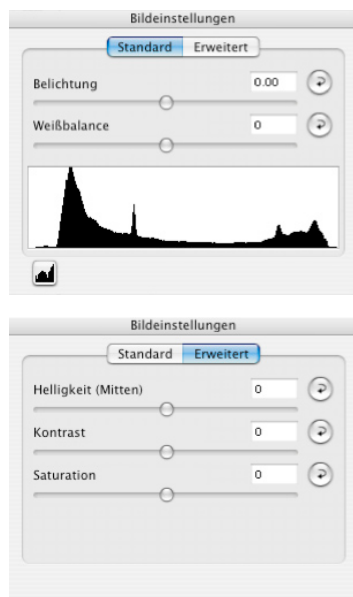 Bildeinstellungen
Standard Erweitert
Belichtung 0.00
Weißbalance 0
Bildeinstellungen
Standard Erweitert
Helligkeit (Mitten) 0
Kontrast 0
Saturation 0